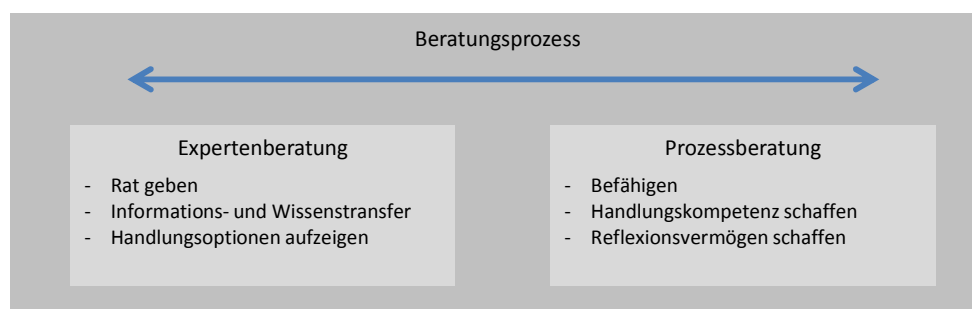 Beratungsprozess
Expertenberatung
- Rat geben
- Informations- und Wissenstransfer
- Handlungsoptionen aufzeigen
Prozessberatung
- Befähigen
- Handlungskompetenz schaffen
- Reflexionsvermögen schaffen